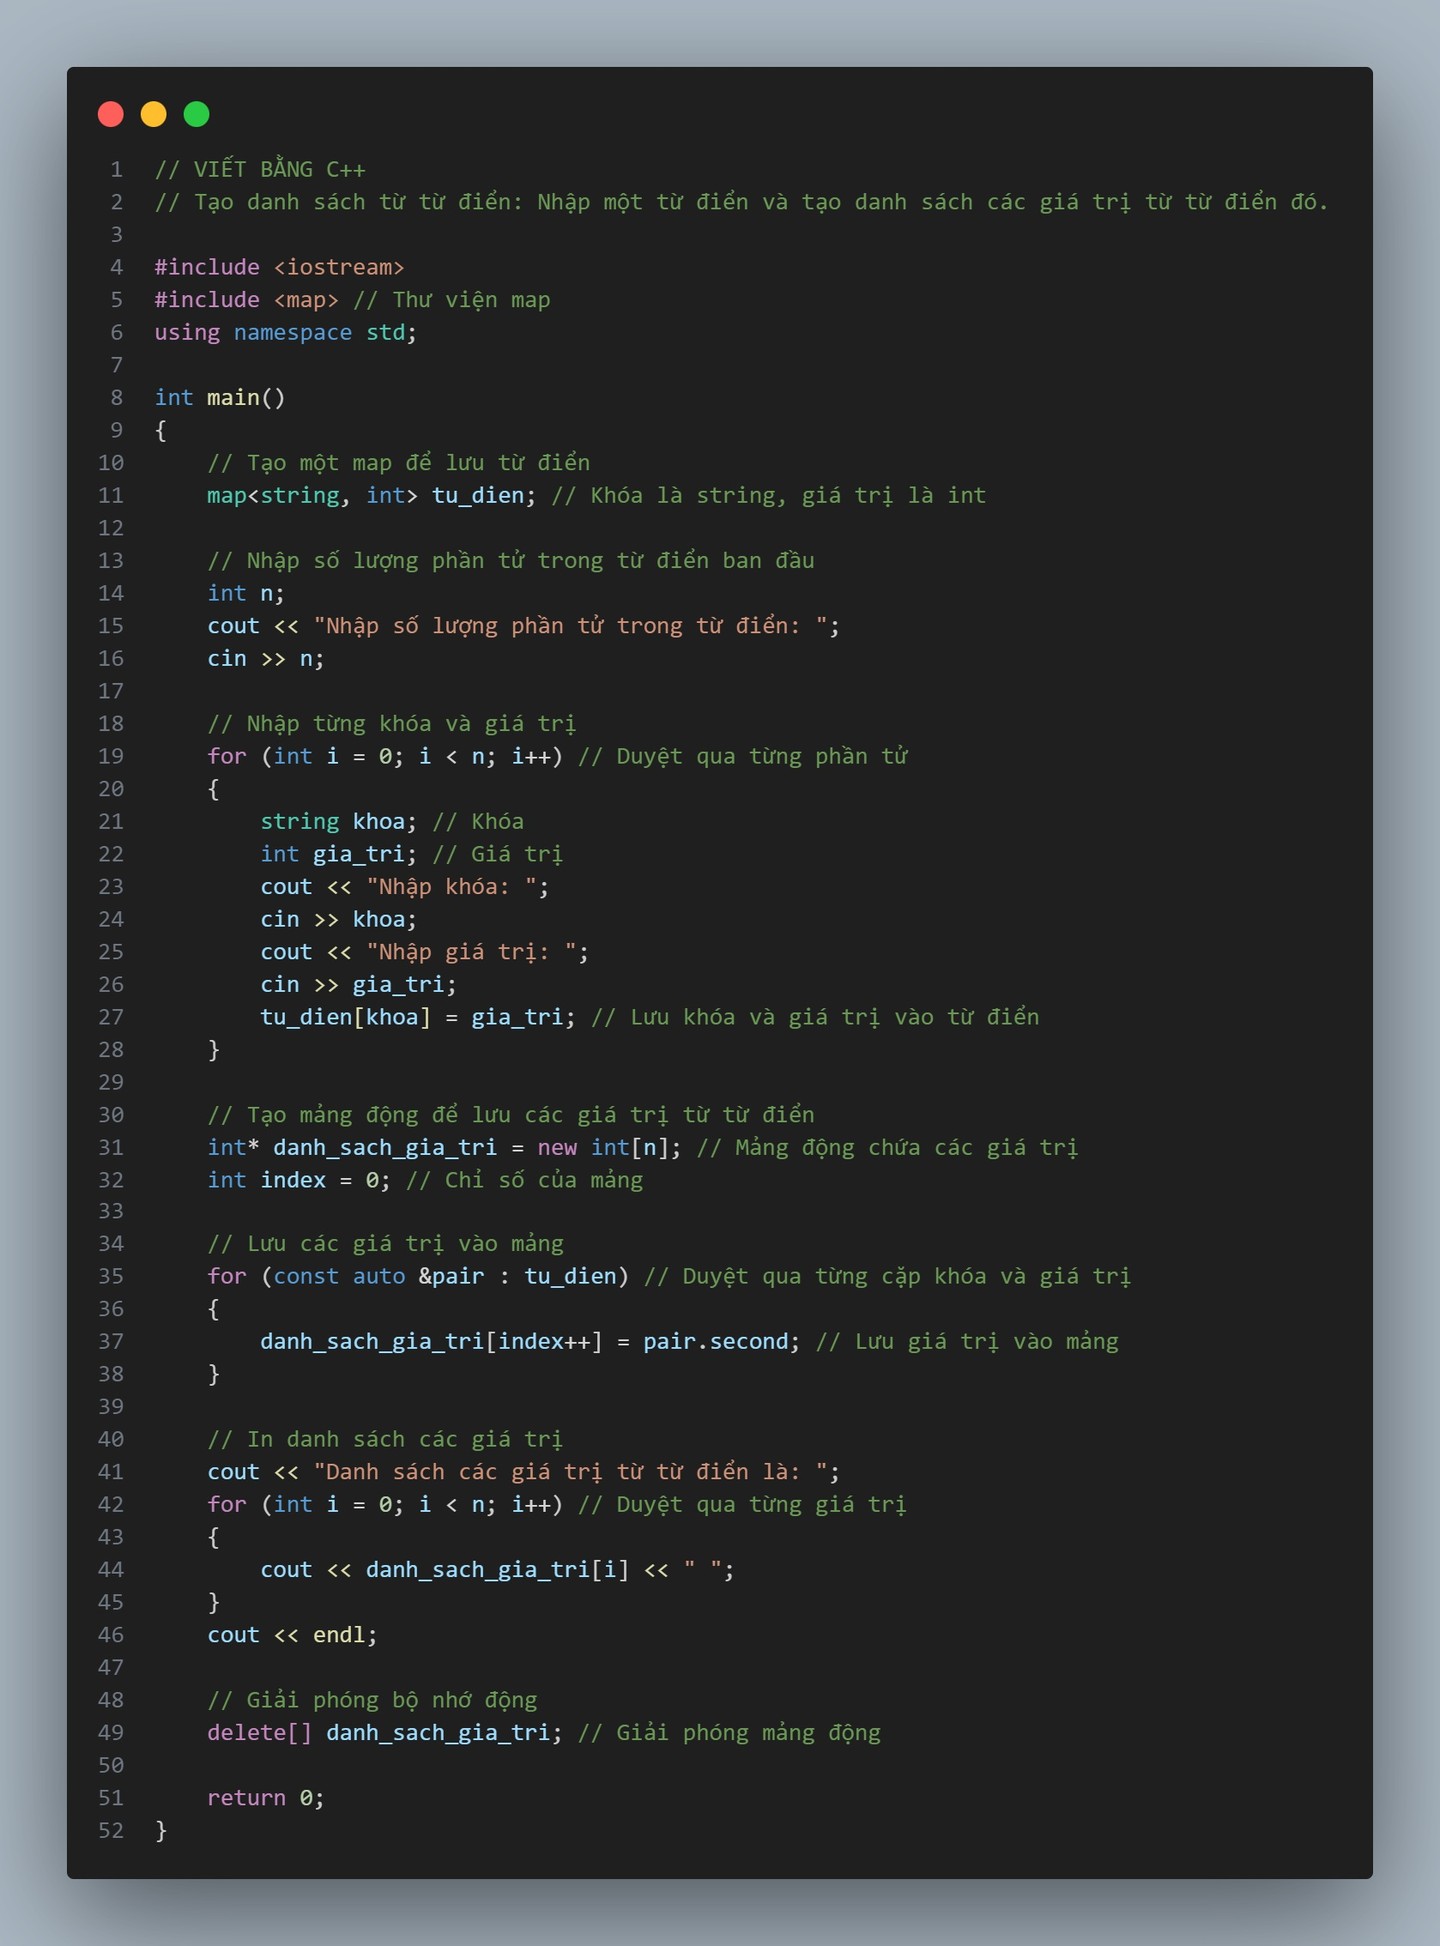 1 // VIẾT BẰNG C++
2 // Tạo danh sách từ từ điển: Nhập một từ điển và tạo danh sách các giá trị từ từ điển đó.
3
4 #include <iostream>
5 #include <map> // Thư viện map
6 using namespace std;
7
8 int main()
9 {
10     // Tạo một map để lưu từ điển
11     map<string, int> tu_dien; // Khóa là string, giá trị là int
12
13     // Nhập số lượng phần tử trong từ điển ban đầu
14     int n;
15     cout << "Nhập số lượng phần tử trong từ điển: ";
16     cin >> n;
17
18     // Nhập từng khóa và giá trị
19     for (int i = 0; i < n; i++) // Duyệt qua từng phần tử
20     {
21         string khoa; // Khóa
22         int gia_tri; // Giá trị
23         cout << "Nhập khóa: ";
24         cin >> khoa;
25         cout << "Nhập giá trị: ";
26         cin >> gia_tri;
27         tu_dien[khoa] = gia_tri; // Lưu khóa và giá trị vào từ điển
28     }
29
30     // Tạo mảng động để lưu các giá trị từ từ điển
31     int* danh_sach_gia_tri = new int[n]; // Mảng động chứa các giá trị
32     int index = 0; // Chỉ số của mảng
33
34     // Lưu các giá trị vào mảng
35     for (const auto &pair : tu_dien) // Duyệt qua từng cặp khóa và giá trị
36     {
37         danh_sach_gia_tri[index++] = pair.second; // Lưu giá trị vào mảng
38     }
39
40     // In danh sách các giá trị
41     cout << "Danh sách các giá trị từ từ điển là: ";
42     for (int i = 0; i < n; i++) // Duyệt qua từng giá trị
43     {
44         cout << danh_sach_gia_tri[i] << " ";
45     }
46     cout << endl;
47
48     // Giải phóng bộ nhớ động
49     delete[] danh_sach_gia_tri; // Giải phóng mảng động
50
51     return 0;
52 }